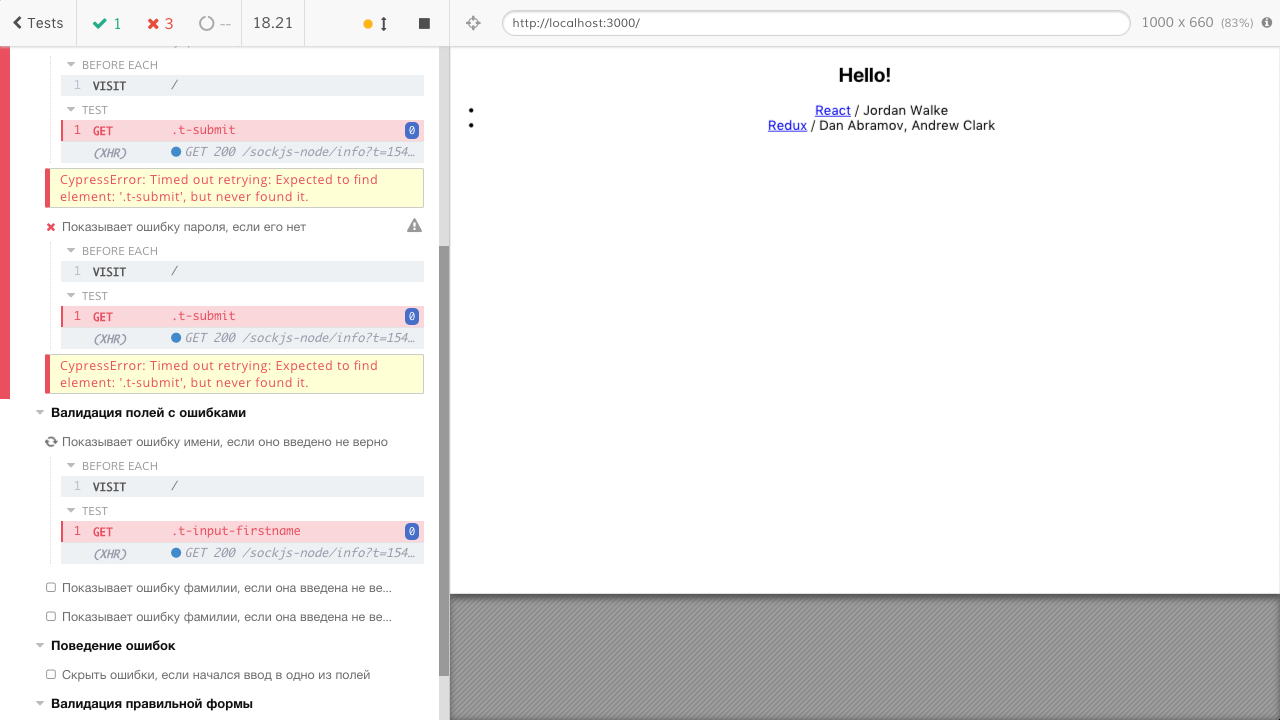 Tests 1 3 -- 18.21
http://localhost:3000/ 1000 x 660 (83%)
BEFORE EACH
1 VISIT /
TEST
1 GET .t-submit 0
(XHR) GET 200 /sockjs-node/info?t=154…
CypressError: Timed out retrying: Expected to find
element: '.t-submit', but never found it.
Показывает ошибку пароля, если его нет
BEFORE EACH
1 VISIT /
TEST
1 GET .t-submit 0
(XHR) GET 200 /sockjs-node/info?t=154…
CypressError: Timed out retrying: Expected to find
element: '.t-submit', but never found it.
Валидация полей с ошибками
Показывает ошибку имени, если оно введено не верно
BEFORE EACH
1 VISIT /
TEST
1 GET .t-input-firstname 0
(XHR) GET 200 /sockjs-node/info?t=154…
Показывает ошибку фамилии, если она введена не ве...
Показывает ошибку фамилии, если она введена не ве...
Поведение ошибок
Скрыть ошибки, если начался ввод в одно из полей
Валидация правильной формы
Hello!
React / Jordan Walke
Redux / Dan Abramov, Andrew Clark